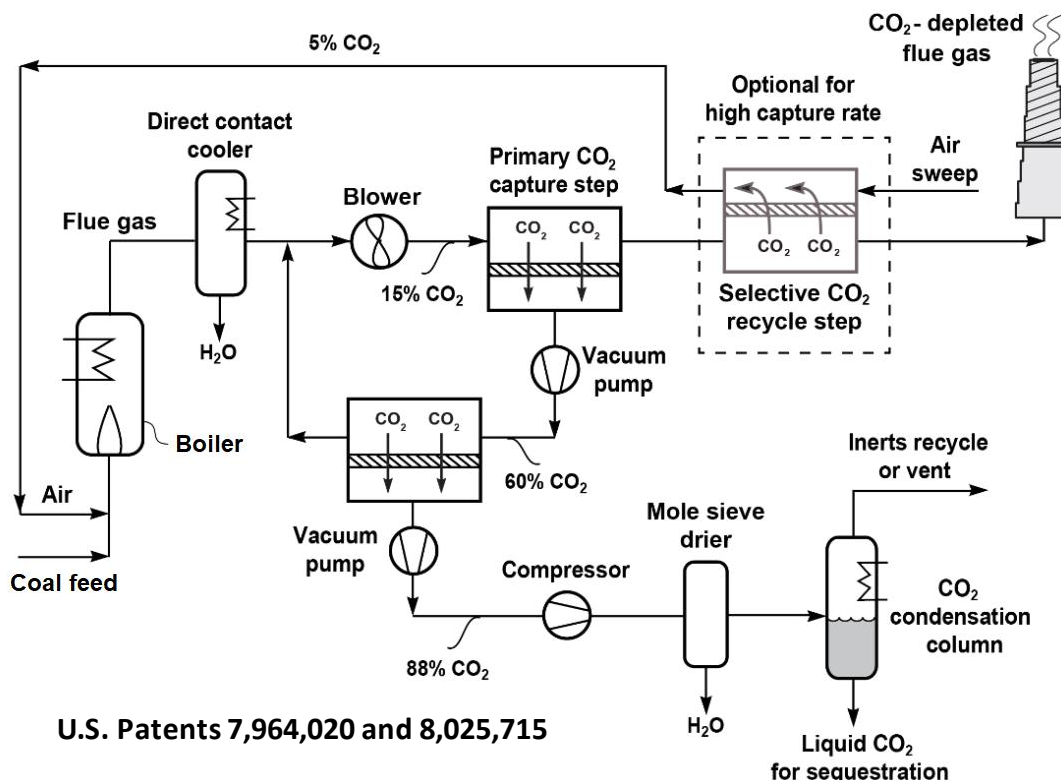 5% CO₂
CO₂- depleted
flue gas
Optional for
high capture rate
Direct contact
cooler
Primary CO₂
capture step
Air
sweep
Blower
Flue gas
CO₂ CO₂
CO₂ CO₂
15% CO₂
Selective CO₂
recycle step
H₂O
Vacuum
pump
CO₂ CO₂
Boiler
60% CO₂
Inerts recycle
or vent
Air
Mole sieve
drier
Vacuum
pump
Compressor
Coal feed
CO₂
condensation
column
88% CO₂
H₂O
U.S. Patents 7,964,020 and 8,025,715
Liquid CO₂
for sequestration